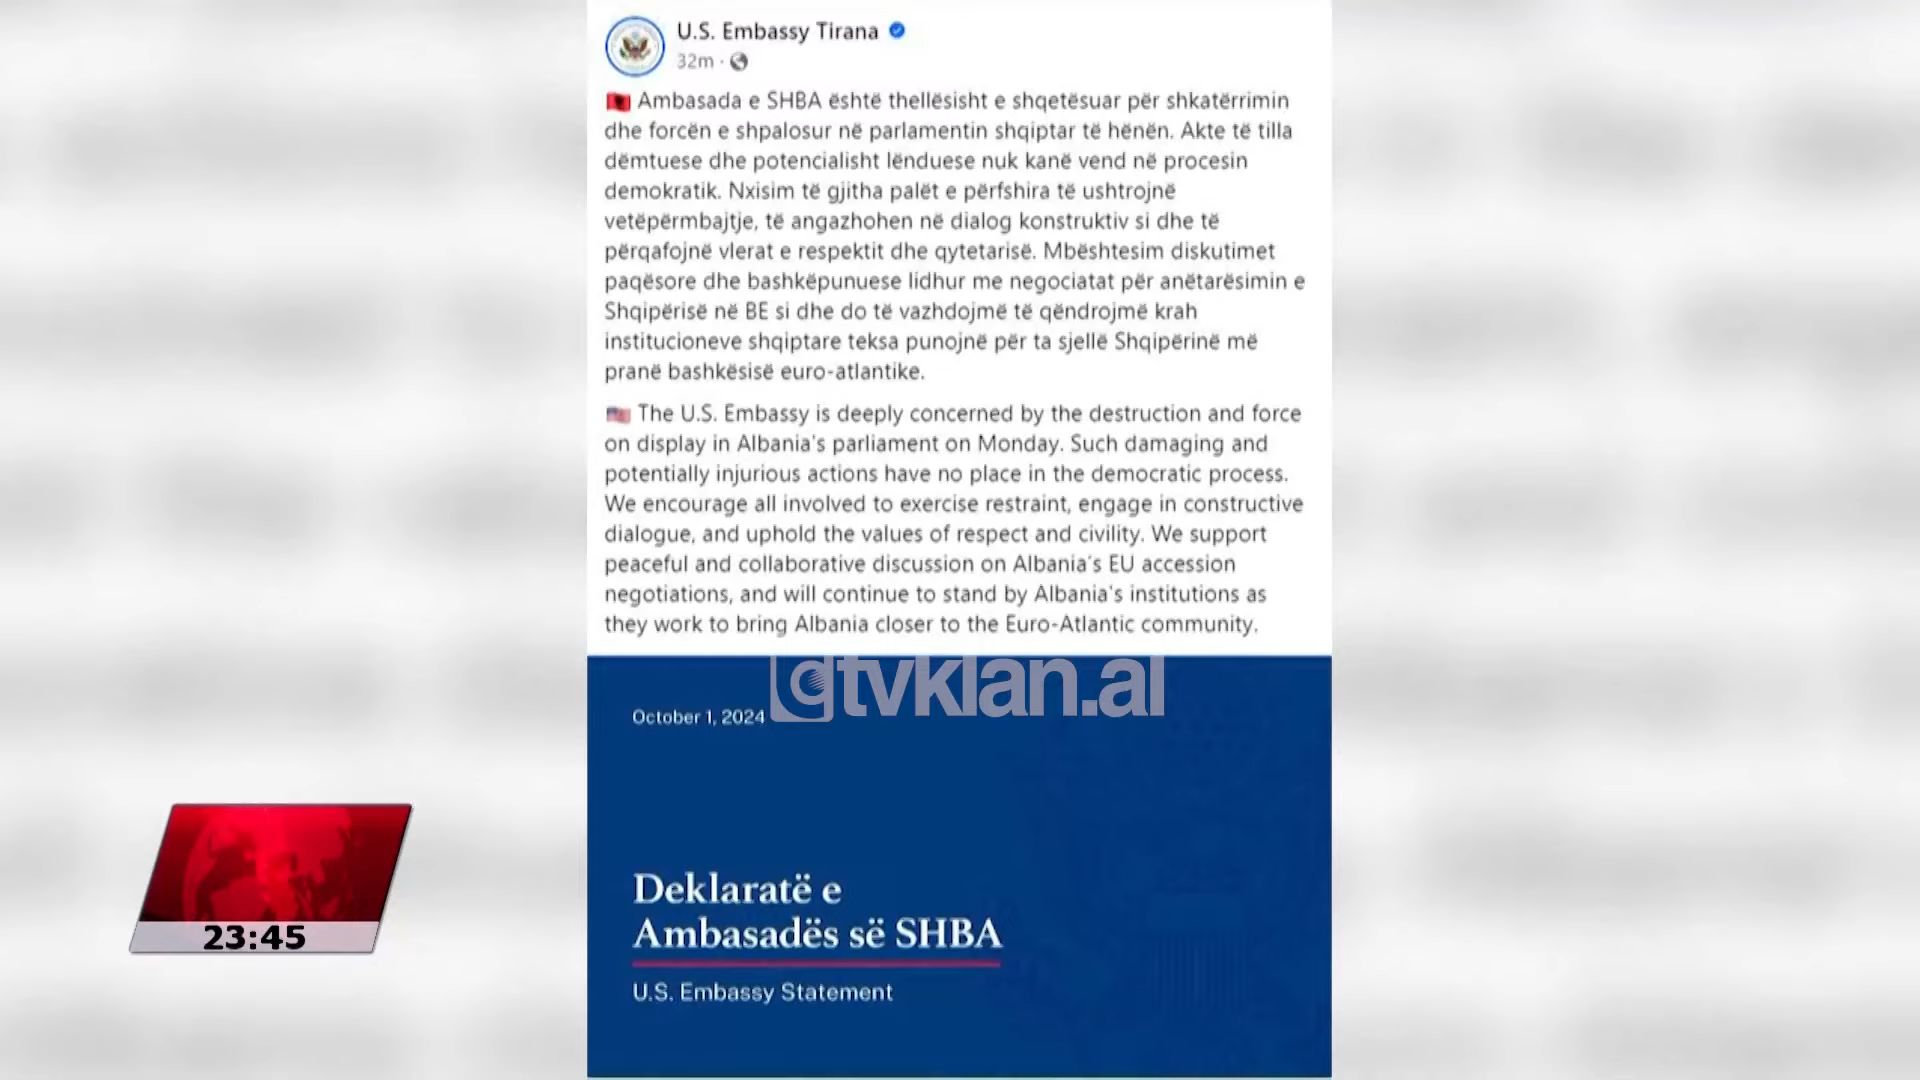 U.S. Embassy Tirana
32m ·
Ambasada e SHBA është thellësisht e shqetësuar për shkatërrimin
dhe forcën e shpalosur në parlamentin shqiptar të hënën. Akte të tilla
dëmtuese dhe potencialisht lënduese nuk kanë vend në procesin
demokratik. Nxisim të gjitha palët e përfshira të ushtrojnë
vetëpërmbajtje, të angazhohen në dialog konstruktiv si dhe të
përqafojnë vlerat e respektit dhe qytetarisë. Mbështesim diskutimet
paqësore dhe bashkëpunuese lidhur me negociatat për anëtarësimin e
Shqipërisë në BE si dhe do të vazhdojmë të qëndrojmë krah
institucioneve shqiptare teksa punojnë për ta sjellë Shqipërinë më
pranë bashkësisë euro-atlantike.
The U.S. Embassy is deeply concerned by the destruction and force
on display in Albania's parliament on Monday. Such damaging and
potentially injurious actions have no place in the democratic process.
We encourage all involved to exercise restraint, engage in constructive
dialogue, and uphold the values of respect and civility. We support
peaceful and collaborative discussion on Albania's EU accession
negotiations, and will continue to stand by Albania's institutions as
they work to bring Albania closer to the Euro-Atlantic community.
tvklan.al
October 1, 2024
Deklaratë e
Ambasadës së SHBA
U.S. Embassy Statement
23:45